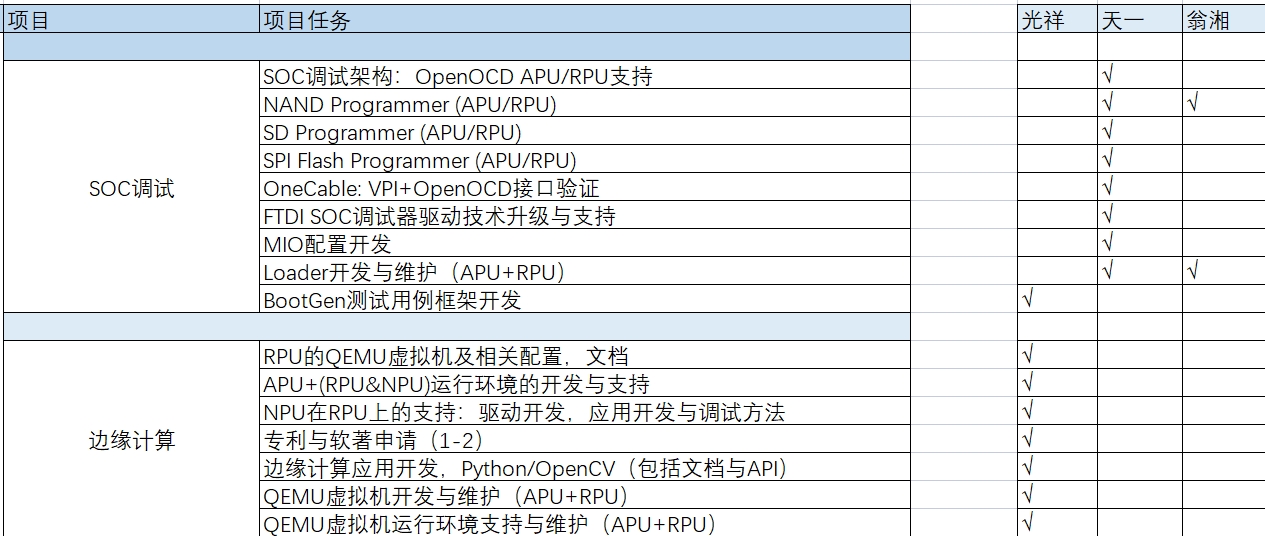 项目 项目任务 光祥 天一 翁湘
SOC调试架构：OpenOCD APU/RPU支持 √
NAND Programmer (APU/RPU) √ √
SD Programmer (APU/RPU) √
SPI Flash Programmer (APU/RPU) √
SOC调试 OneCable: VPI+OpenOCD接口验证 √
FTDI SOC调试器驱动技术升级与支持 √
MIO配置开发 √
Loader开发与维护（APU+RPU） √ √
BootGen测试用例框架开发 √
RPU的QEMU虚拟机及相关配置，文档 √
APU+(RPU&NPU)运行环境的开发与支持 √
NPU在RPU上的支持：驱动开发，应用开发与调试方法 √
边缘计算 专利与软著申请（1-2） √
边缘计算应用开发，Python/OpenCV（包括文档与API） √
QEMU虚拟机开发与维护（APU+RPU） √
QEMU虚拟机运行环境支持与维护（APU+RPU） √